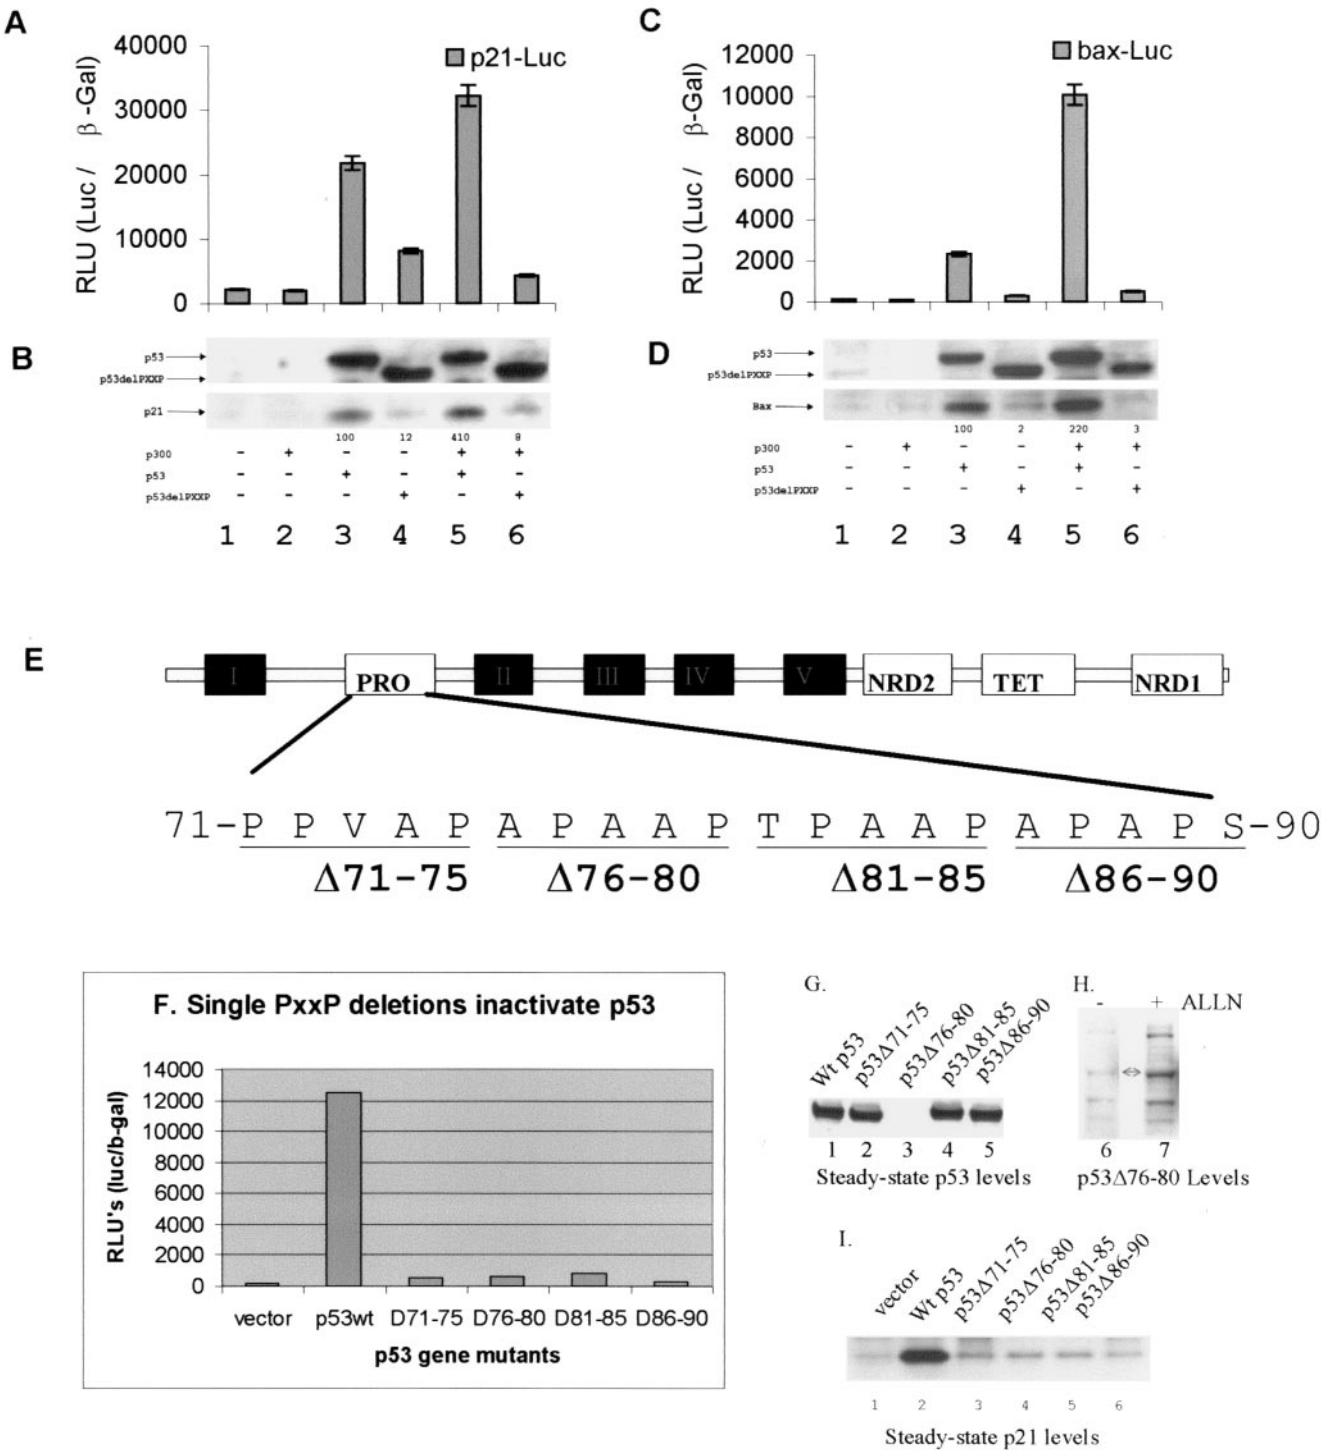 A
40000
30000
20000
10000
0
RLU (Luc / β -Gal)
p21-Luc
C
12000
10000
8000
6000
4000
2000
0
RLU (Luc / β-Gal)
bax-Luc
B
p53
p53delPXXP
p21
100 12 410 8
p300 - + - - + +
p53 - - + - + -
p53delPXXP - - - + - +
1 2 3 4 5 6
D
p53
p53delPXXP
Bax
100 2 220 3
p300 - + - - + +
p53 - - + - + -
p53delPXXP - - - + - +
1 2 3 4 5 6
E
I PRO II III IV V NRD2 TET NRD1
71-P P V A P A P A A P T P A A P A P A P S-90
Δ71-75 Δ76-80 Δ81-85 Δ86-90
F. Single PxxP deletions inactivate p53
14000
12000
10000
8000
6000
4000
2000
0
RLU's (luc/b-gal)
vector p53wt D71-75 D76-80 D81-85 D86-90
p53 gene mutants
G.
Wt p53
p53Δ71-75
p53Δ76-80
p53Δ81-85
p53Δ86-90
1 2 3 4 5
Steady-state p53 levels
H.
- + ALLN
6 7
p53Δ76-80 Levels
I.
vector
Wt p53
p53Δ71-75
p53Δ76-80
p53Δ81-85
p53Δ86-90
1 2 3 4 5 6
Steady-state p21 levels